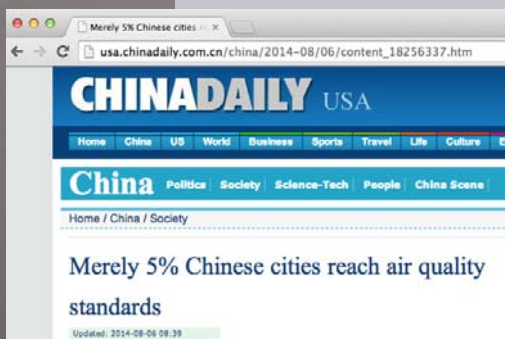 Merely 5% Chinese cities
usa.chinadaily.com.cn/china/2014-08/06/content_18256337.htm
CHINADAILY USA
Home China US World Business Sports Travel Life Culture
China Politics Society Science-Tech People China Scene
Home / China / Society
Merely 5% Chinese cities reach air quality
standards
Updated: 2014-08-06 08:39